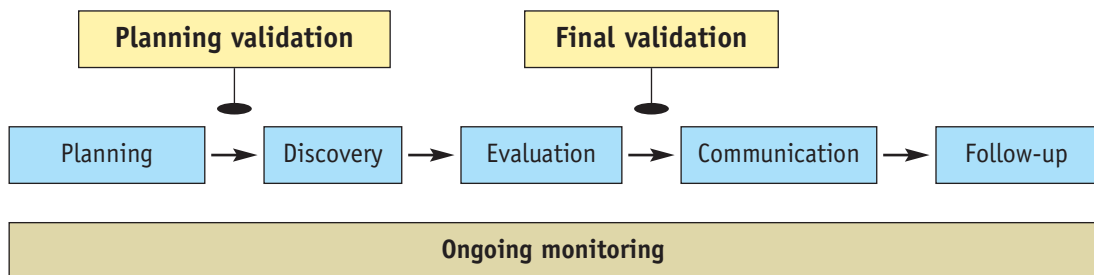 Planning validation
Final validation
Planning
Discovery
Evaluation
Communication
Follow-up
Ongoing monitoring